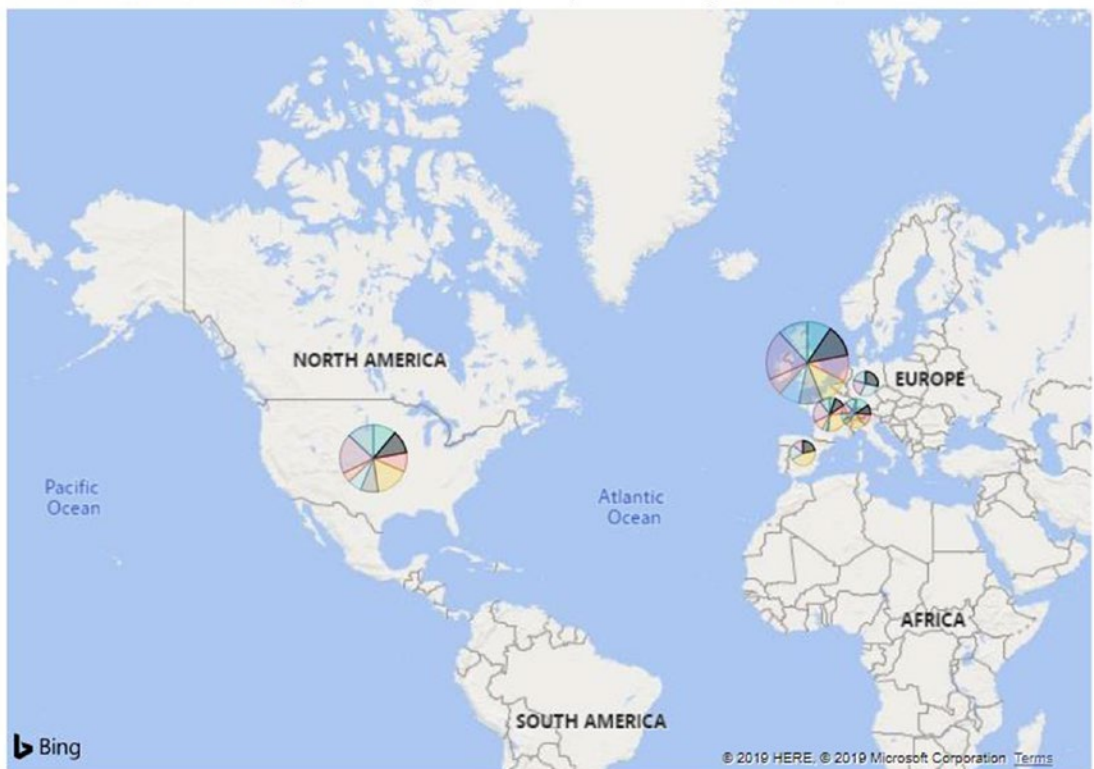 NORTH AMERICA
EUROPE
Pacific
Ocean
Atlantic
Ocean
AFRICA
SOUTH AMERICA
Bing
© 2019 HERE, © 2019 Microsoft Corporation Terms